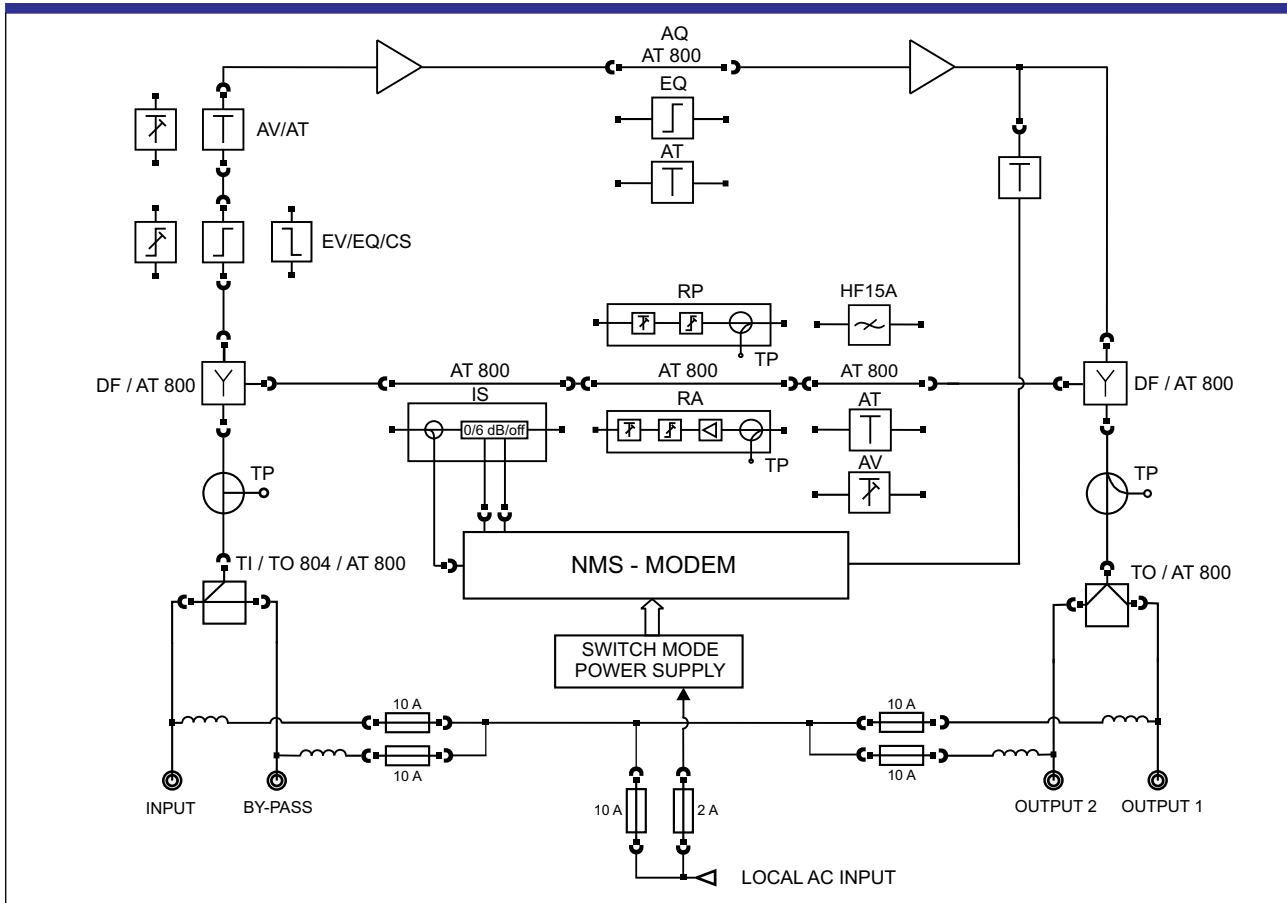 AQ
AT 800
EQ
AV/AT
AT
EV/EQ/CS
RP
HF15A
TP
DF / AT 800
AT 800
AT 800
AT 800
DF / AT 800
IS
RA
AT
0/6 dB/off
TP
TP
AV
TP
TI / TO 804 / AT 800
NMS - MODEM
TO / AT 800
SWITCH MODE
POWER SUPPLY
10 A
10 A
10 A
10 A
INPUT
BY-PASS
10 A
2 A
OUTPUT 2
OUTPUT 1
LOCAL AC INPUT